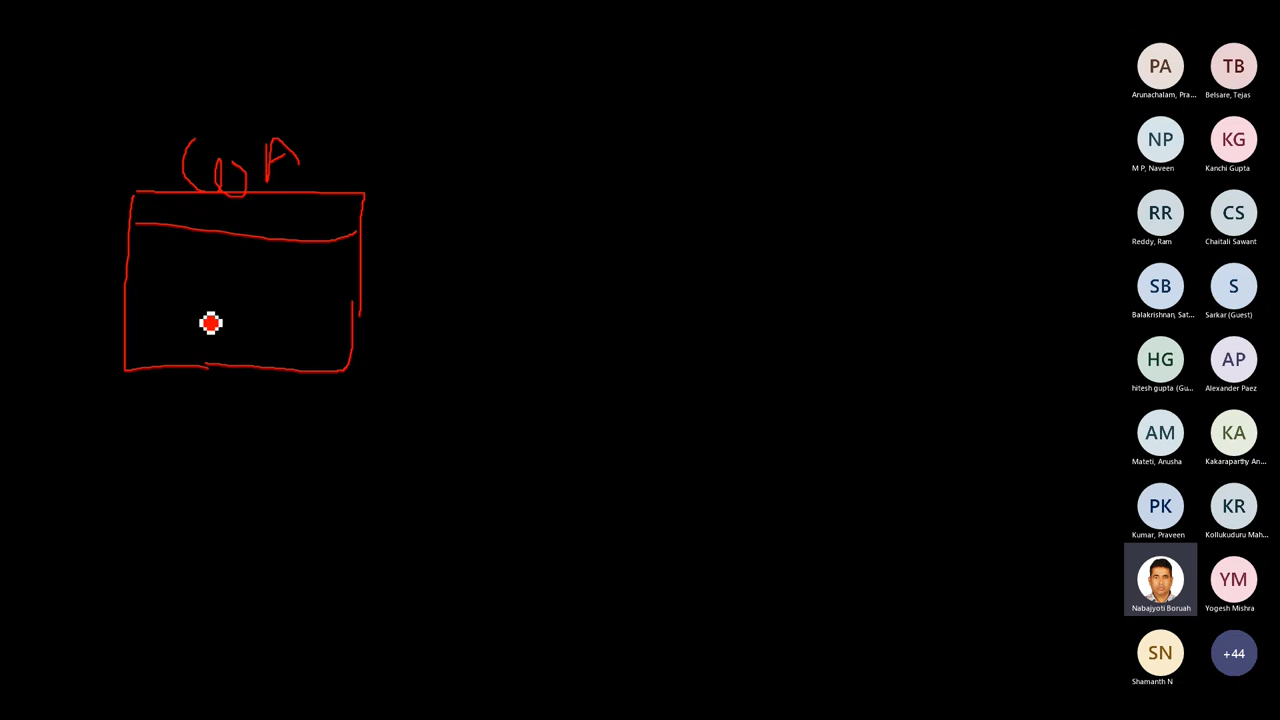 CoA
PA
TB
Arunachalam, Pra...
Belsare, Tejas
NP
KG
M P, Naveen
Kanchi Gupta
RR
CS
Reddy, Ram
Chaitali Sawant
SB
S
Balakrishnan, Sat...
Sarkar (Guest)
HG
AP
hitesh gupta (Gu...
Alexander Paez
AM
KA
Mateti, Anusha
Kakaraparthy An...
PK
KR
Kumar, Praveen
Kollukuduru Mah...
YM
Nabajyoti Boruah
Yogesh Mishra
SN
+44
Shamanth N